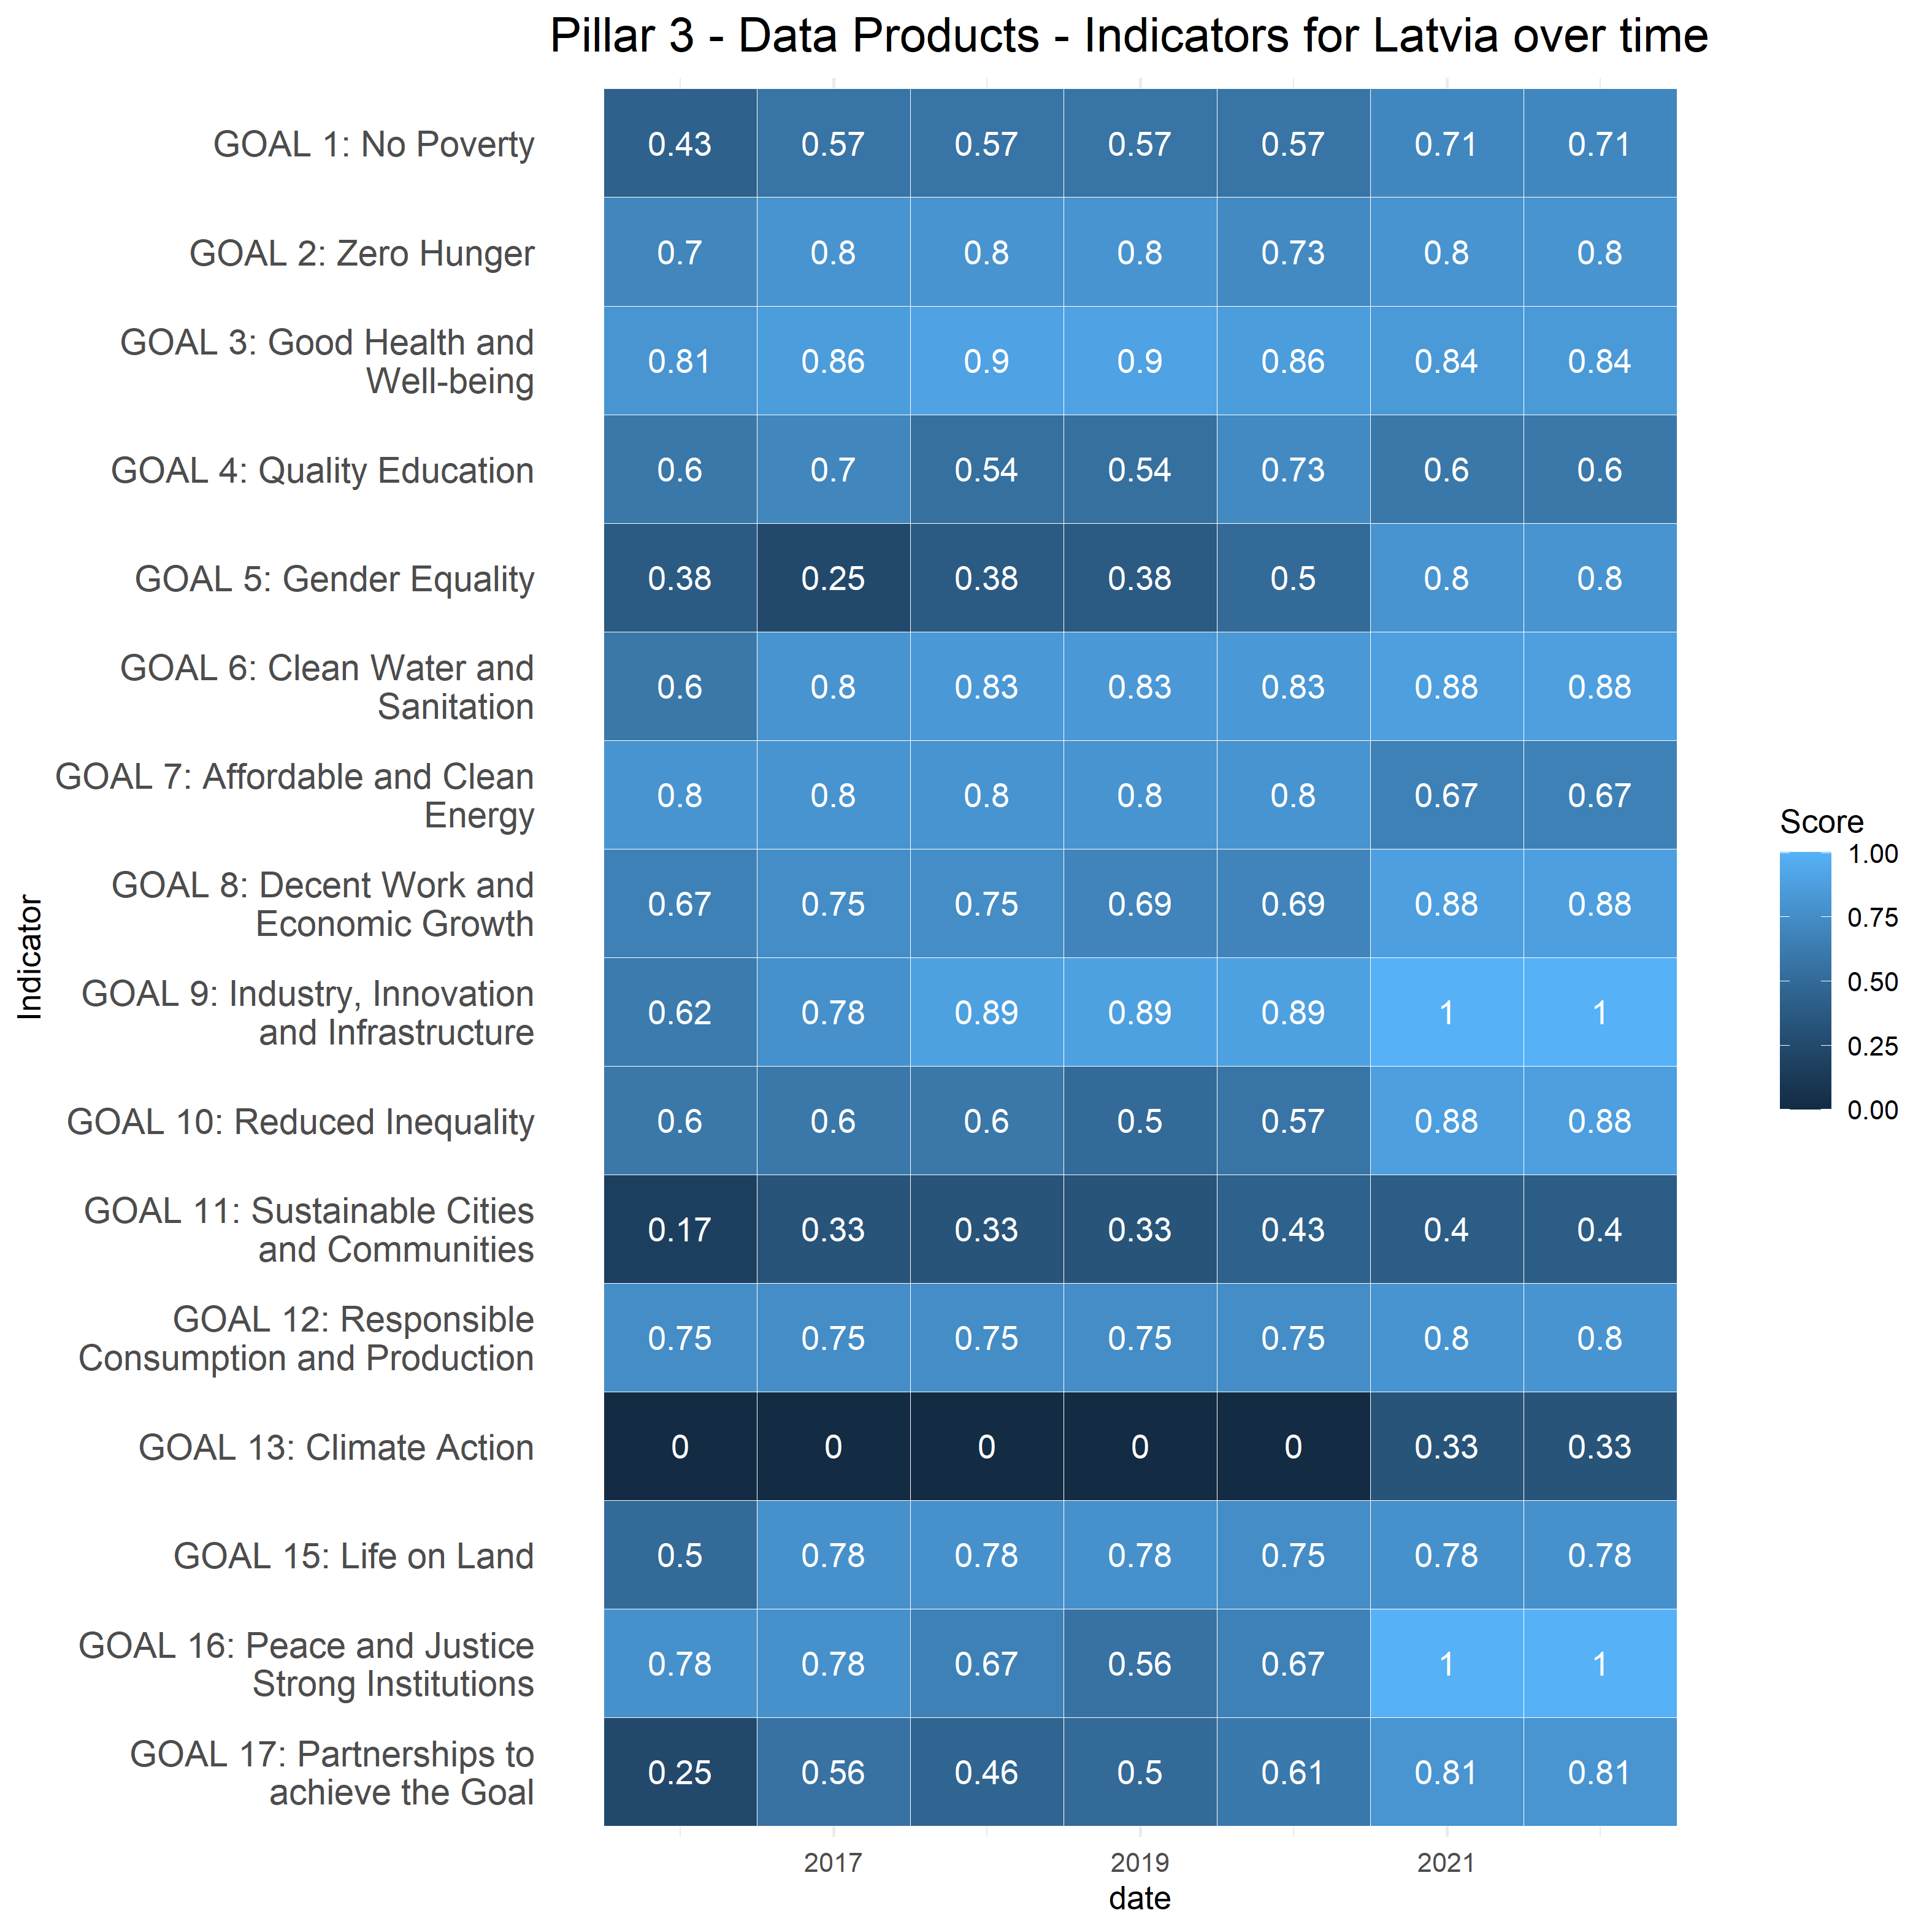 Pillar 3 - Data Products - Indicators for Latvia over time
GOAL 1: No Poverty
0.43 0.57 0.57 0.57 0.57 0.71 0.71
GOAL 2: Zero Hunger
0.7 0.8 0.8 0.8 0.73 0.8 0.8
GOAL 3: Good Health and
Well-being
0.81 0.86 0.9 0.9 0.86 0.84 0.84
GOAL 4: Quality Education
0.6 0.7 0.54 0.54 0.73 0.6 0.6
GOAL 5: Gender Equality
0.38 0.25 0.38 0.38 0.5 0.8 0.8
GOAL 6: Clean Water and
Sanitation
0.6 0.8 0.83 0.83 0.83 0.88 0.88
GOAL 7: Affordable and Clean
Energy
0.8 0.8 0.8 0.8 0.8 0.67 0.67
GOAL 8: Decent Work and
Economic Growth
0.67 0.75 0.75 0.69 0.69 0.88 0.88
GOAL 9: Industry, Innovation
and Infrastructure
0.62 0.78 0.89 0.89 0.89 1 1
GOAL 10: Reduced Inequality
0.6 0.6 0.6 0.5 0.57 0.88 0.88
GOAL 11: Sustainable Cities
and Communities
0.17 0.33 0.33 0.33 0.43 0.4 0.4
GOAL 12: Responsible
Consumption and Production
0.75 0.75 0.75 0.75 0.75 0.8 0.8
GOAL 13: Climate Action
0 0 0 0 0 0.33 0.33
GOAL 15: Life on Land
0.5 0.78 0.78 0.78 0.75 0.78 0.78
GOAL 16: Peace and Justice
Strong Institutions
0.78 0.78 0.67 0.56 0.67 1 1
GOAL 17: Partnerships to
achieve the Goal
0.25 0.56 0.46 0.5 0.61 0.81 0.81
2017 2019 2021
date
Indicator
Score
1.00
0.75
0.50
0.25
0.00